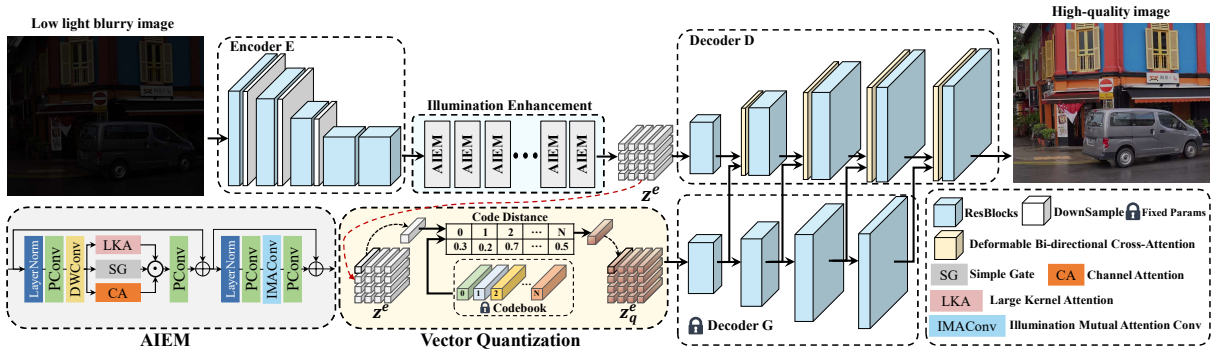 Low light blurry image
Encoder E
Illumination Enhancement
AIEM
AIEM
AIEM
AIEM
AIEM
z^e
Decoder D
High-quality image
LayerNorm
PConv
DWConv
LKA
SG
CA
PConv
LayerNorm
PConv
IMAConv
PConv
AIEM
Code Distance
0 1 2 ··· N
0.3 0.2 0.7 ··· 0.5
0 1 2 N
Codebook
z^e
z_q^e
Vector Quantization
Decoder G
ResBlocks
DownSample
Fixed Params
Deformable Bi-directional Cross-Attention
SG Simple Gate
CA Channel Attention
LKA Large Kernel Attention
IMAConv Illumination Mutual Attention Conv